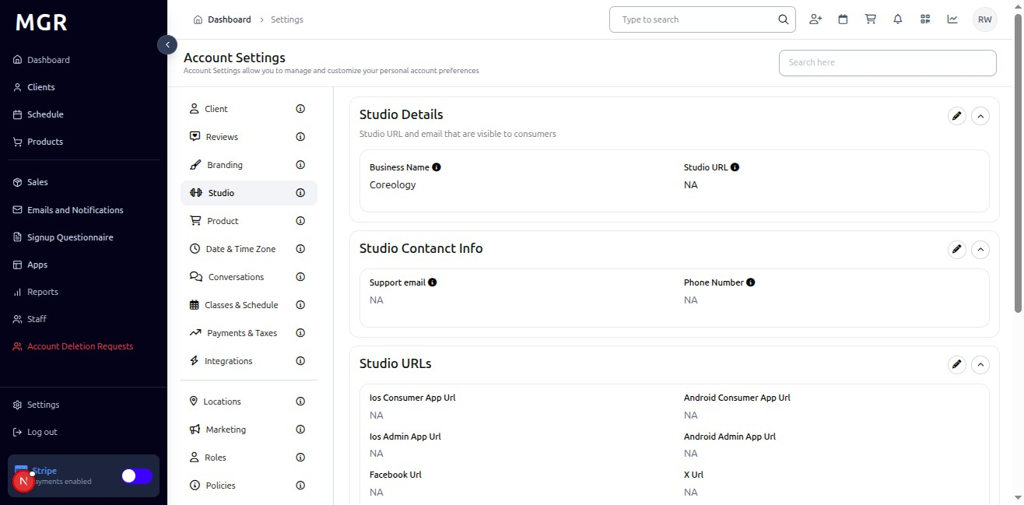 MGR
Dashboard
Clients
Schedule
Products
Sales
Emails and Notifications
Signup Questionnaire
Apps
Reports
Staff
Account Deletion Requests
Settings
Log out
Stripe
ayments enabled
N
Dashboard > Settings
Type to search
RW
Account Settings
Account Settings allow you to manage and customize your personal account preferences
Search here
Client
Reviews
Branding
Studio
Product
Date & Time Zone
Conversations
Classes & Schedule
Payments & Taxes
Integrations
Locations
Marketing
Roles
Policies
Studio Details
Studio URL and email that are visible to consumers
Business Name
Studio URL
Coreology
NA
Studio Contanct Info
Support email
Phone Number
NA
NA
Studio URLs
Ios Consumer App Url
Android Consumer App Url
NA
NA
Ios Admin App Url
Android Admin App Url
NA
NA
Facebook Url
X Url
NA
NA